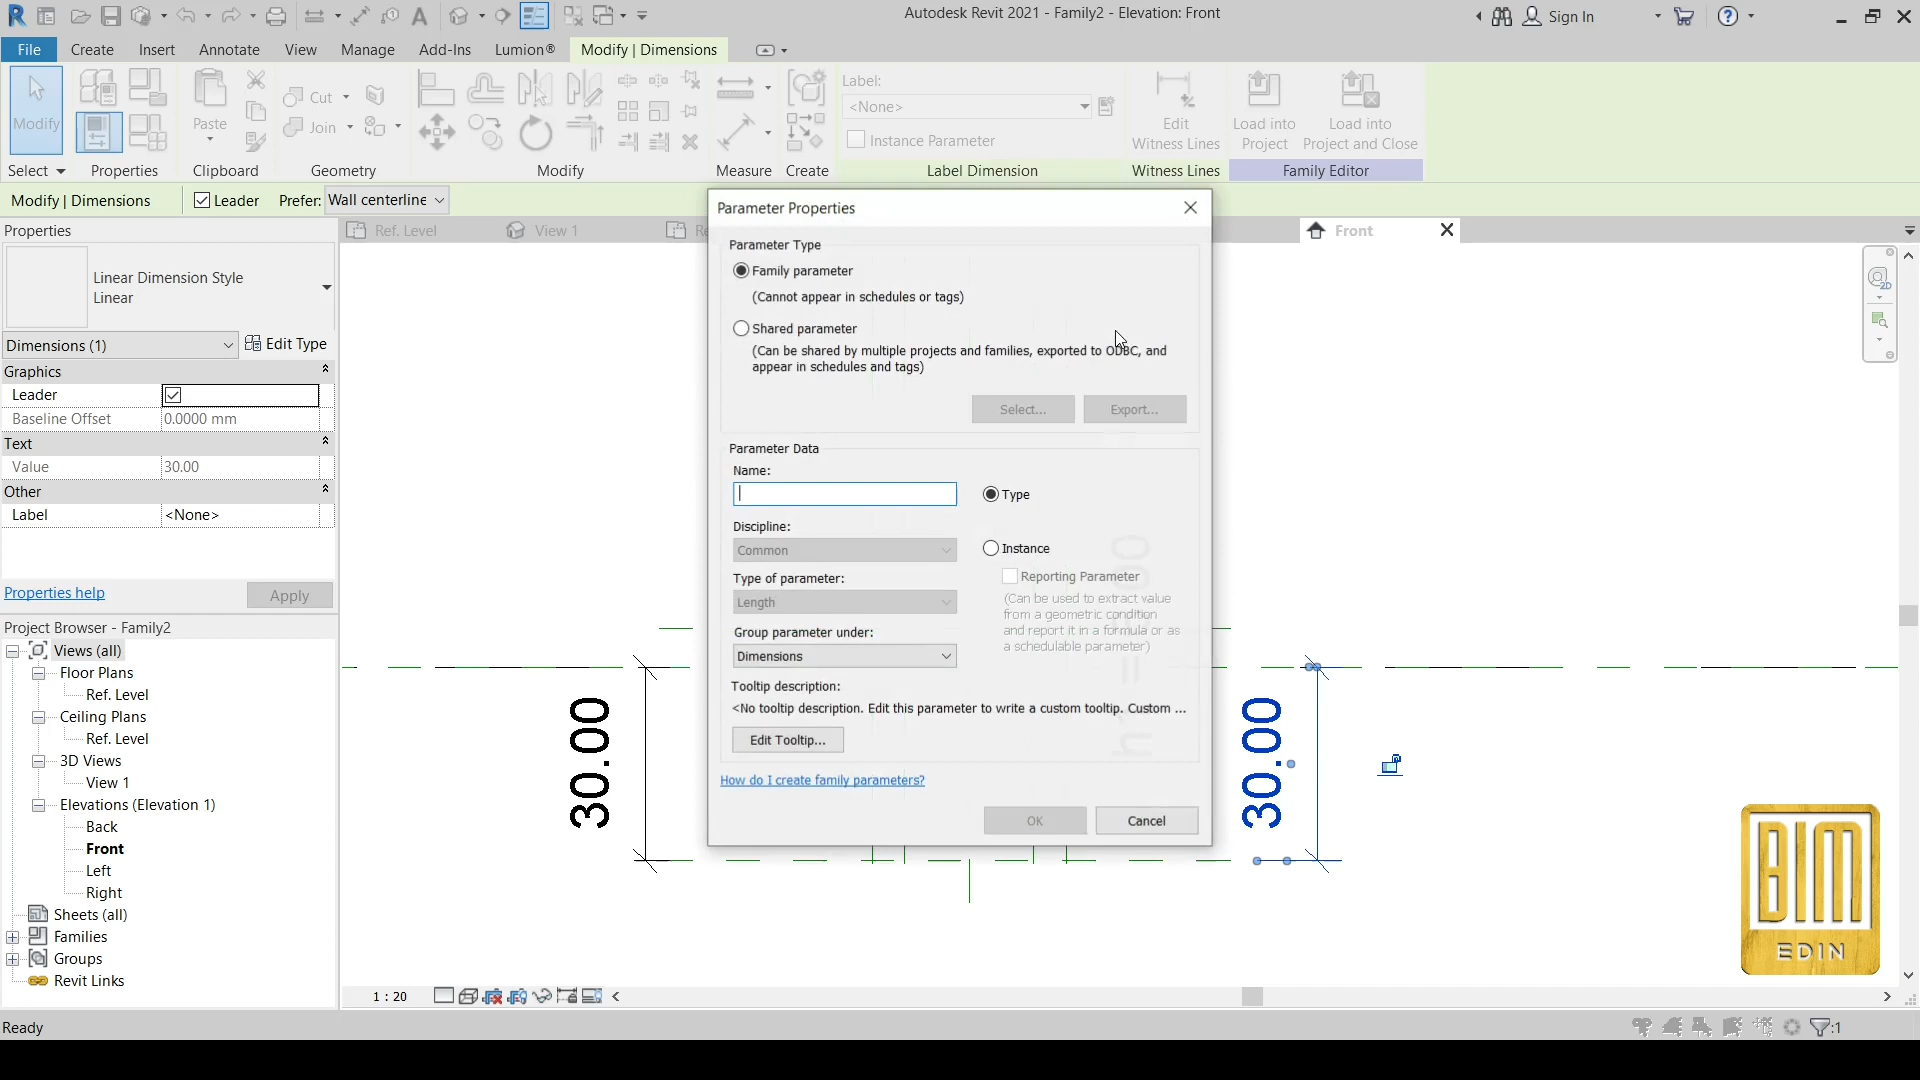 Autodesk Revit 2021 - Family2 - Elevation: Front
Sign In
File
Create
Insert
Annotate
View
Manage
Add-Ins
Lumion®
Modify | Dimensions
Modify
Select
Properties
Paste
Clipboard
Cut
Join
Geometry
Modify
Measure
Create
Label:
<None>
Instance Parameter
Label Dimension
Edit
Witness Lines
Witness Lines
Load into
Project
Load into
Project and Close
Family Editor
Modify | Dimensions
Leader
Prefer:
Wall centerline
Properties
Linear Dimension Style
Linear
Dimensions (1)
Edit Type
Graphics
Leader
Baseline Offset
0.0000 mm
Text
Value
30.00
Other
Label
<None>
Properties help
Apply
Project Browser - Family2
Views (all)
Floor Plans
Ref. Level
Ceiling Plans
Ref. Level
3D Views
View 1
Elevations (Elevation 1)
Back
Front
Left
Right
Sheets (all)
Families
Groups
Revit Links
Ref. Level
View 1
Front
2D
Parameter Properties
Parameter Type
Family parameter
(Cannot appear in schedules or tags)
Shared parameter
(Can be shared by multiple projects and families, exported to ODBC, and
appear in schedules and tags)
Select...
Export...
Parameter Data
Name:
Type
Discipline:
Common
Instance
Type of parameter:
Reporting Parameter
Length
(Can be used to extract value
from a geometric condition
and report it in a formula or as
a schedulable parameter)
Group parameter under:
Dimensions
Tooltip description:
<No tooltip description. Edit this parameter to write a custom tooltip. Custom ...
Edit Tooltip...
How do I create family parameters?
OK
Cancel
30.00
30.00
BIM
EDIN
1 : 20
Ready
:1